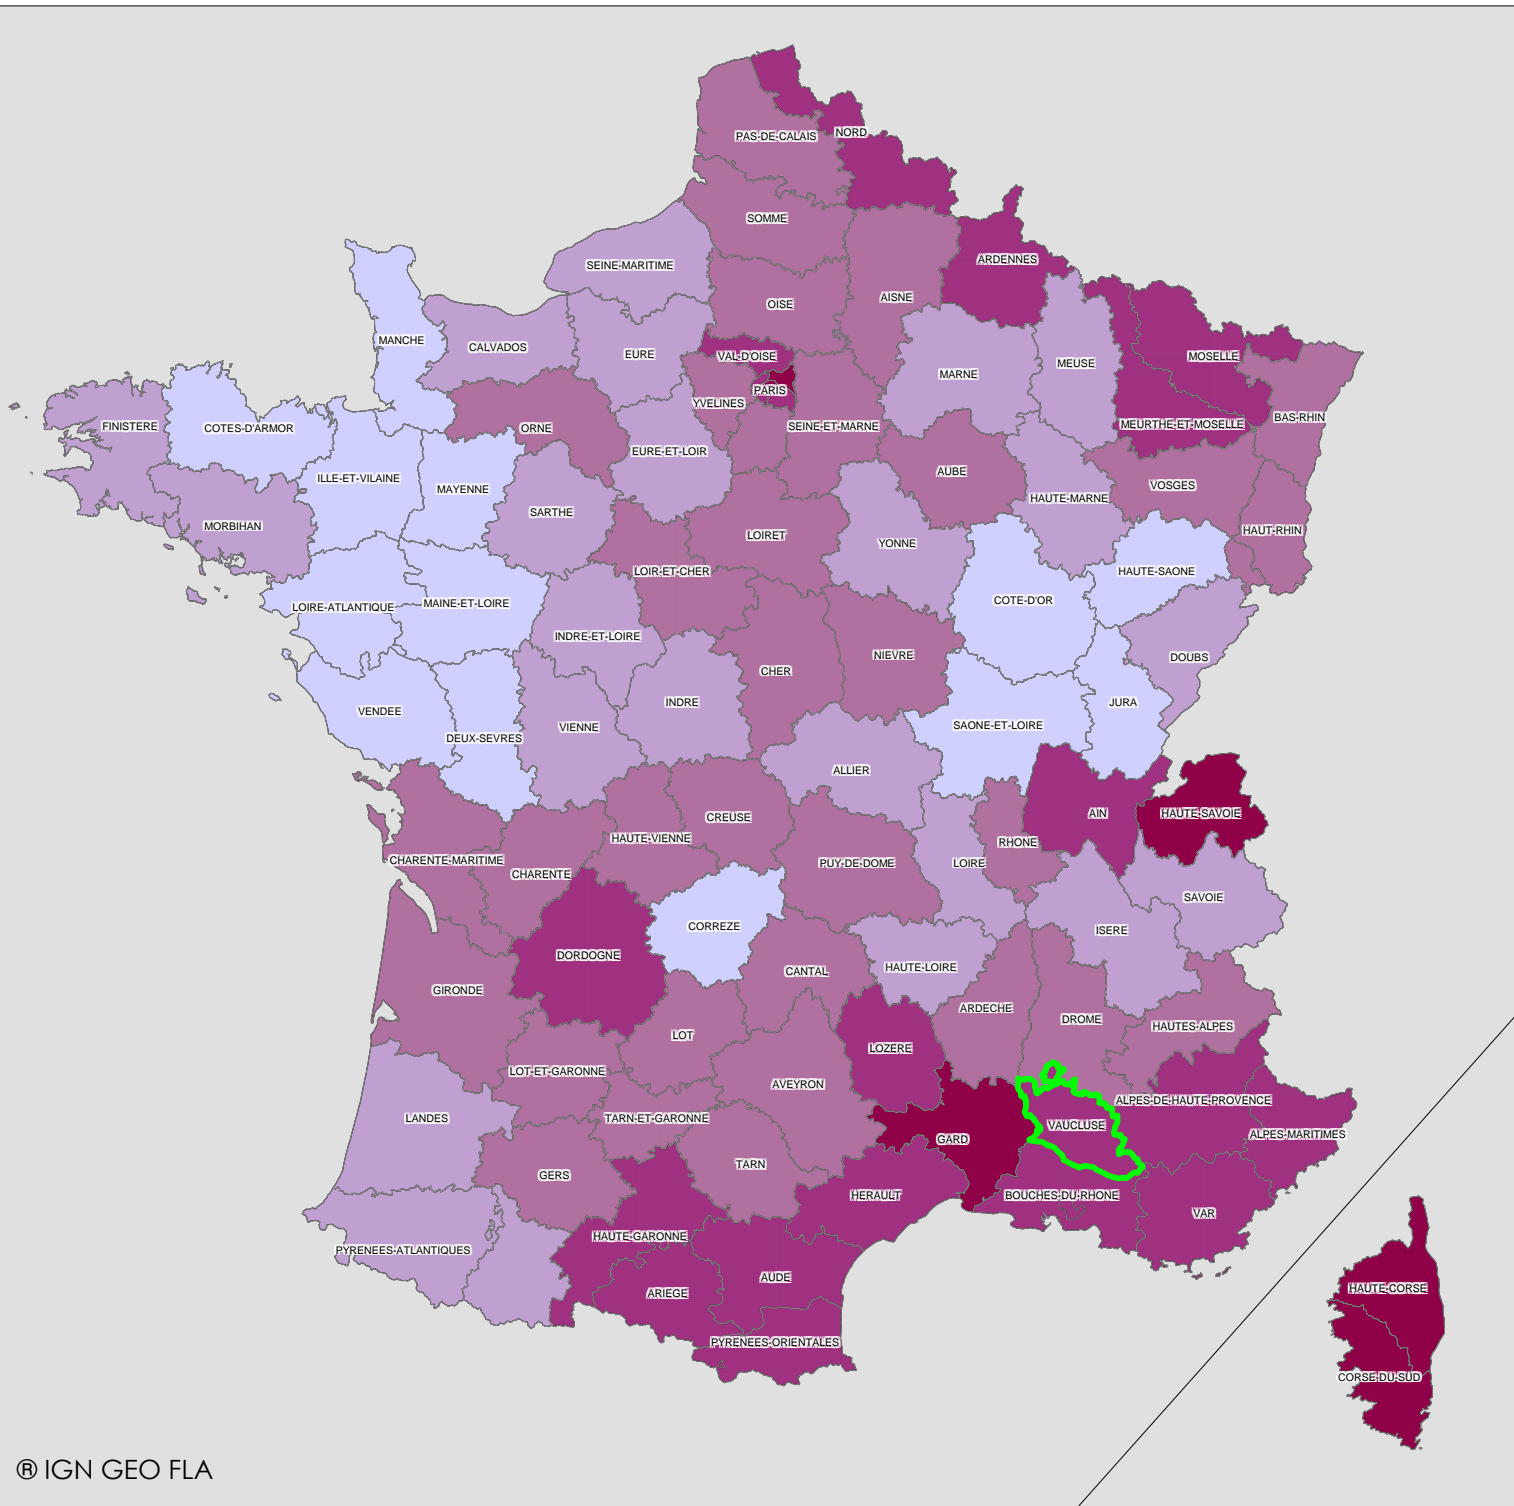 PAS-DE-CALAIS
NORD
SOMME
ARDENNES
SEINE-MARITIME
AISNE
OISE
MANCHE
CALVADOS
EURE
VAL-D'OISE
MOSELLE
MEUSE
MARNE
PARIS
YVELINES
BAS-RHIN
FINISTERE
COTES-D'ARMOR
ORNE
SEINE-ET-MARNE
MEURTHE-ET-MOSELLE
EURE-ET-LOIR
AUBE
ILLE-ET-VILAINE
MAYENNE
VOSGES
HAUTE-MARNE
SARTHE
MORBIHAN
HAUT-RHIN
LOIRET
YONNE
LOIR-ET-CHER
HAUTE-SAONE
COTE-D'OR
LOIRE-ATLANTIQUE
MAINE-ET-LOIRE
INDRE-ET-LOIRE
NIEVRE
DOUBS
CHER
INDRE
JURA
VENDEE
VIENNE
SAONE-ET-LOIRE
DEUX-SEVRES
ALLIER
AIN
HAUTE-SAVOIE
CREUSE
HAUTE-VIENNE
RHONE
CHARENTE-MARITIME
PUY-DE-DOME
LOIRE
CHARENTE
SAVOIE
CORREZE
ISERE
DORDOGNE
HAUTE-LOIRE
CANTAL
GIRONDE
ARDECHE
DROME
HAUTES-ALPES
LOT
LOZERE
LOT-ET-GARONNE
AVEYRON
ALPES-DE-HAUTE-PROVENCE
LANDES
TARN-ET-GARONNE
VAUCLUSE
ALPES-MARITIMES
GARD
TARN
GERS
HERAULT
BOUCHES-DU-RHONE
VAR
HAUTE-GARONNE
PYRENEES-ATLANTIQUES
AUDE
HAUTE-CORSE
ARIEGE
PYRENEES-ORIENTALES
CORSE-DU-SUD
® IGN GEO FLA